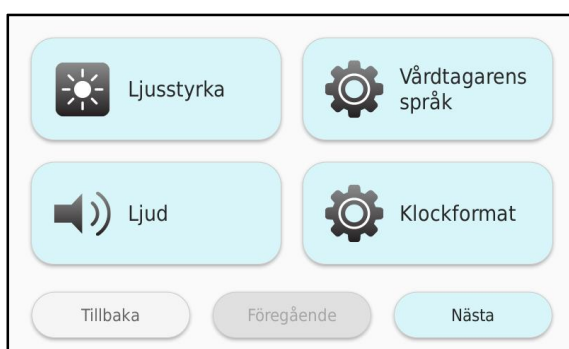 Ljusstyrka
Vårdtagarens
språk
Ljud
Klockformat
Tillbaka
Föregående
Nästa